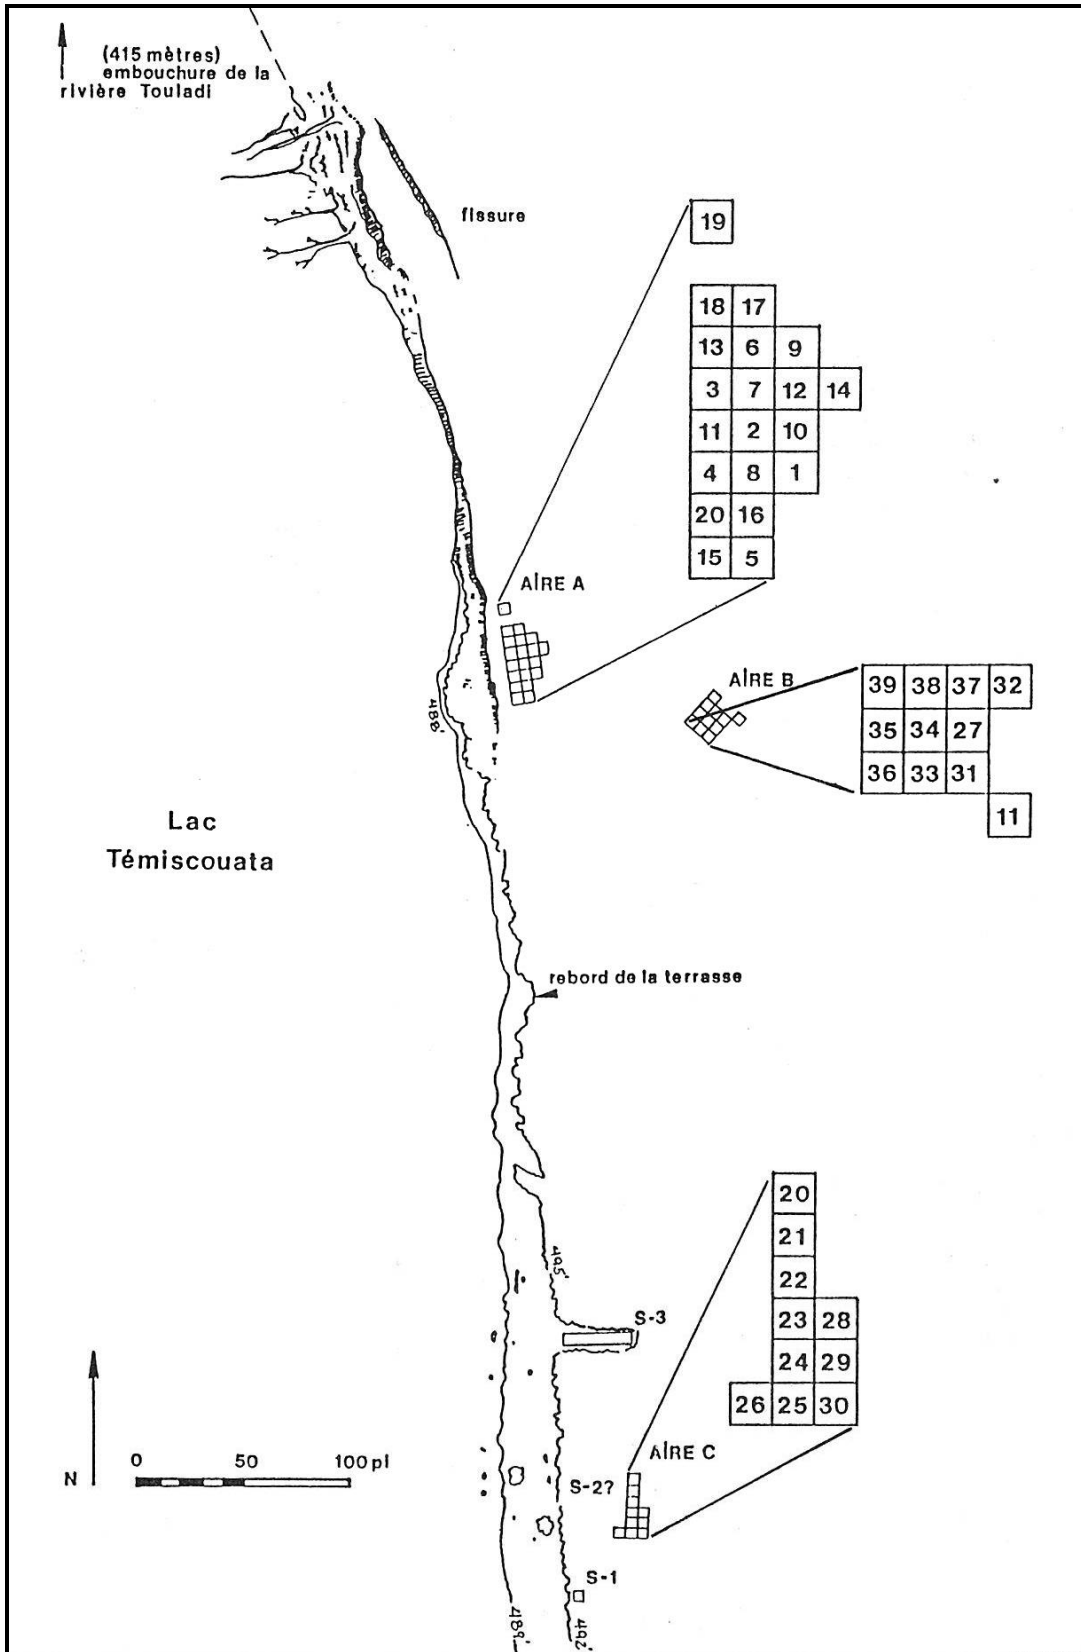 (415 mètres)
embouchure de la
rivière Touladi
fissure
19
18 17
13 6 9
3 7 12 14
11 2 10
4 8 1
20 16
15 5
AIRE A
AIRE B
39 38 37 32
35 34 27
36 33 31
11
488'
Lac
Témiscouata
rebord de la terrasse
20
21
22
23 28
24 29
26 25 30
495'
S-3
AIRE C
S-2?
S-1
N
0 50 100 pi
489'
492'